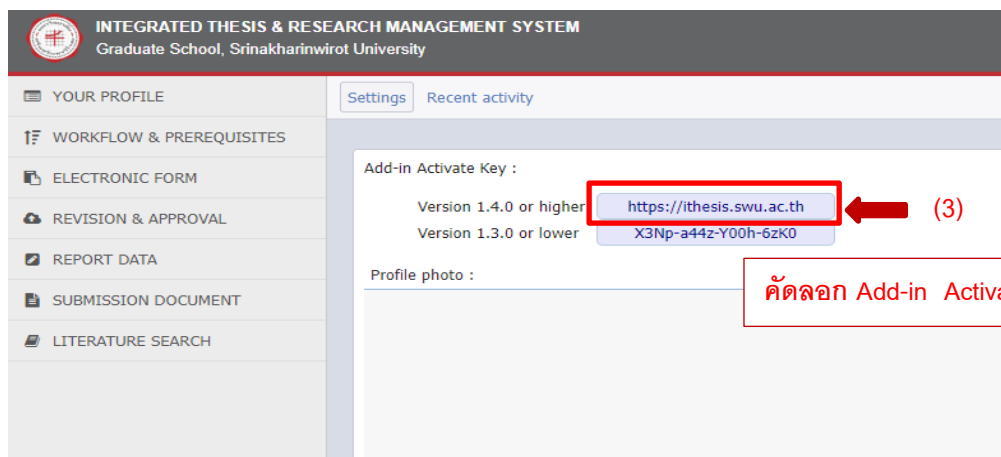 INTEGRATED THESIS & RESEARCH MANAGEMENT SYSTEM
Graduate School, Srinakharinwirot University
YOUR PROFILE
WORKFLOW & PREREQUISITES
ELECTRONIC FORM
REVISION & APPROVAL
REPORT DATA
SUBMISSION DOCUMENT
LITERATURE SEARCH
Settings Recent activity
Add-in Activate Key :
Version 1.4.0 or higher https://ithesis.swu.ac.th (3)
Version 1.3.0 or lower X3Np-a44z-Y00h-6zK0
Profile photo :
คัดลอก Add-in